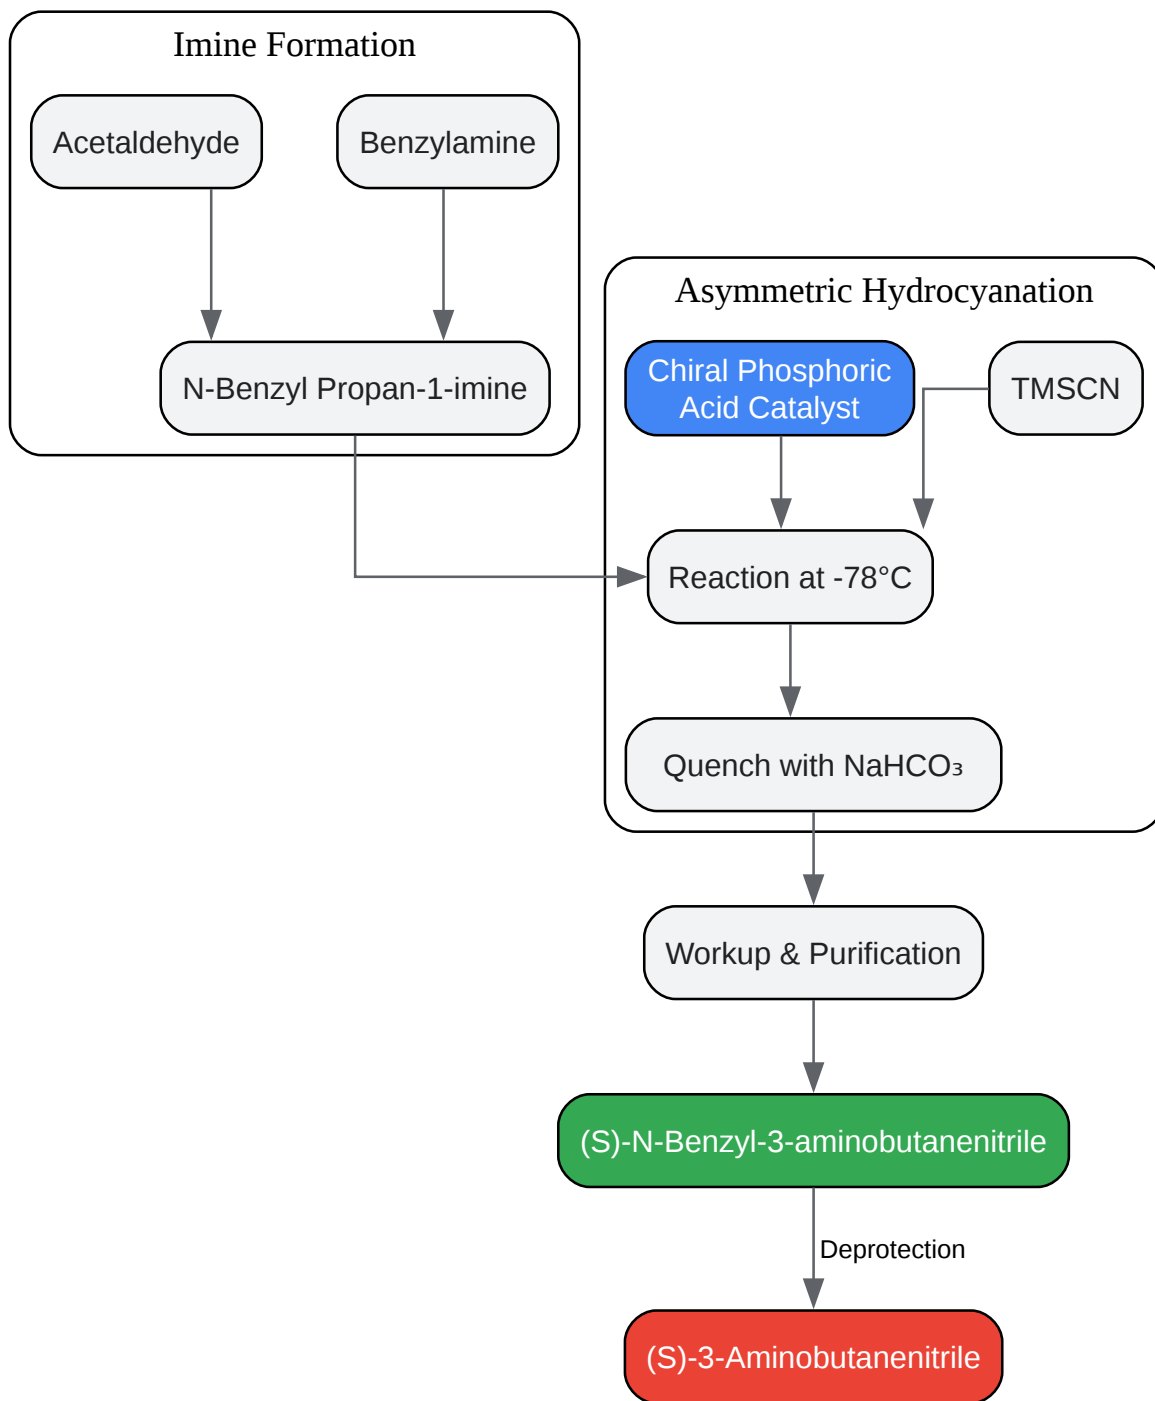 Imine Formation
Acetaldehyde
Benzylamine
N-Benzyl Propan-1-imine
Asymmetric Hydrocyanation
Chiral Phosphoric
Acid Catalyst
TMSCN
Reaction at -78°C
Quench with NaHCO₃
Workup & Purification
(S)-N-Benzyl-3-aminobutanenitrile
Deprotection
(S)-3-Aminobutanenitrile